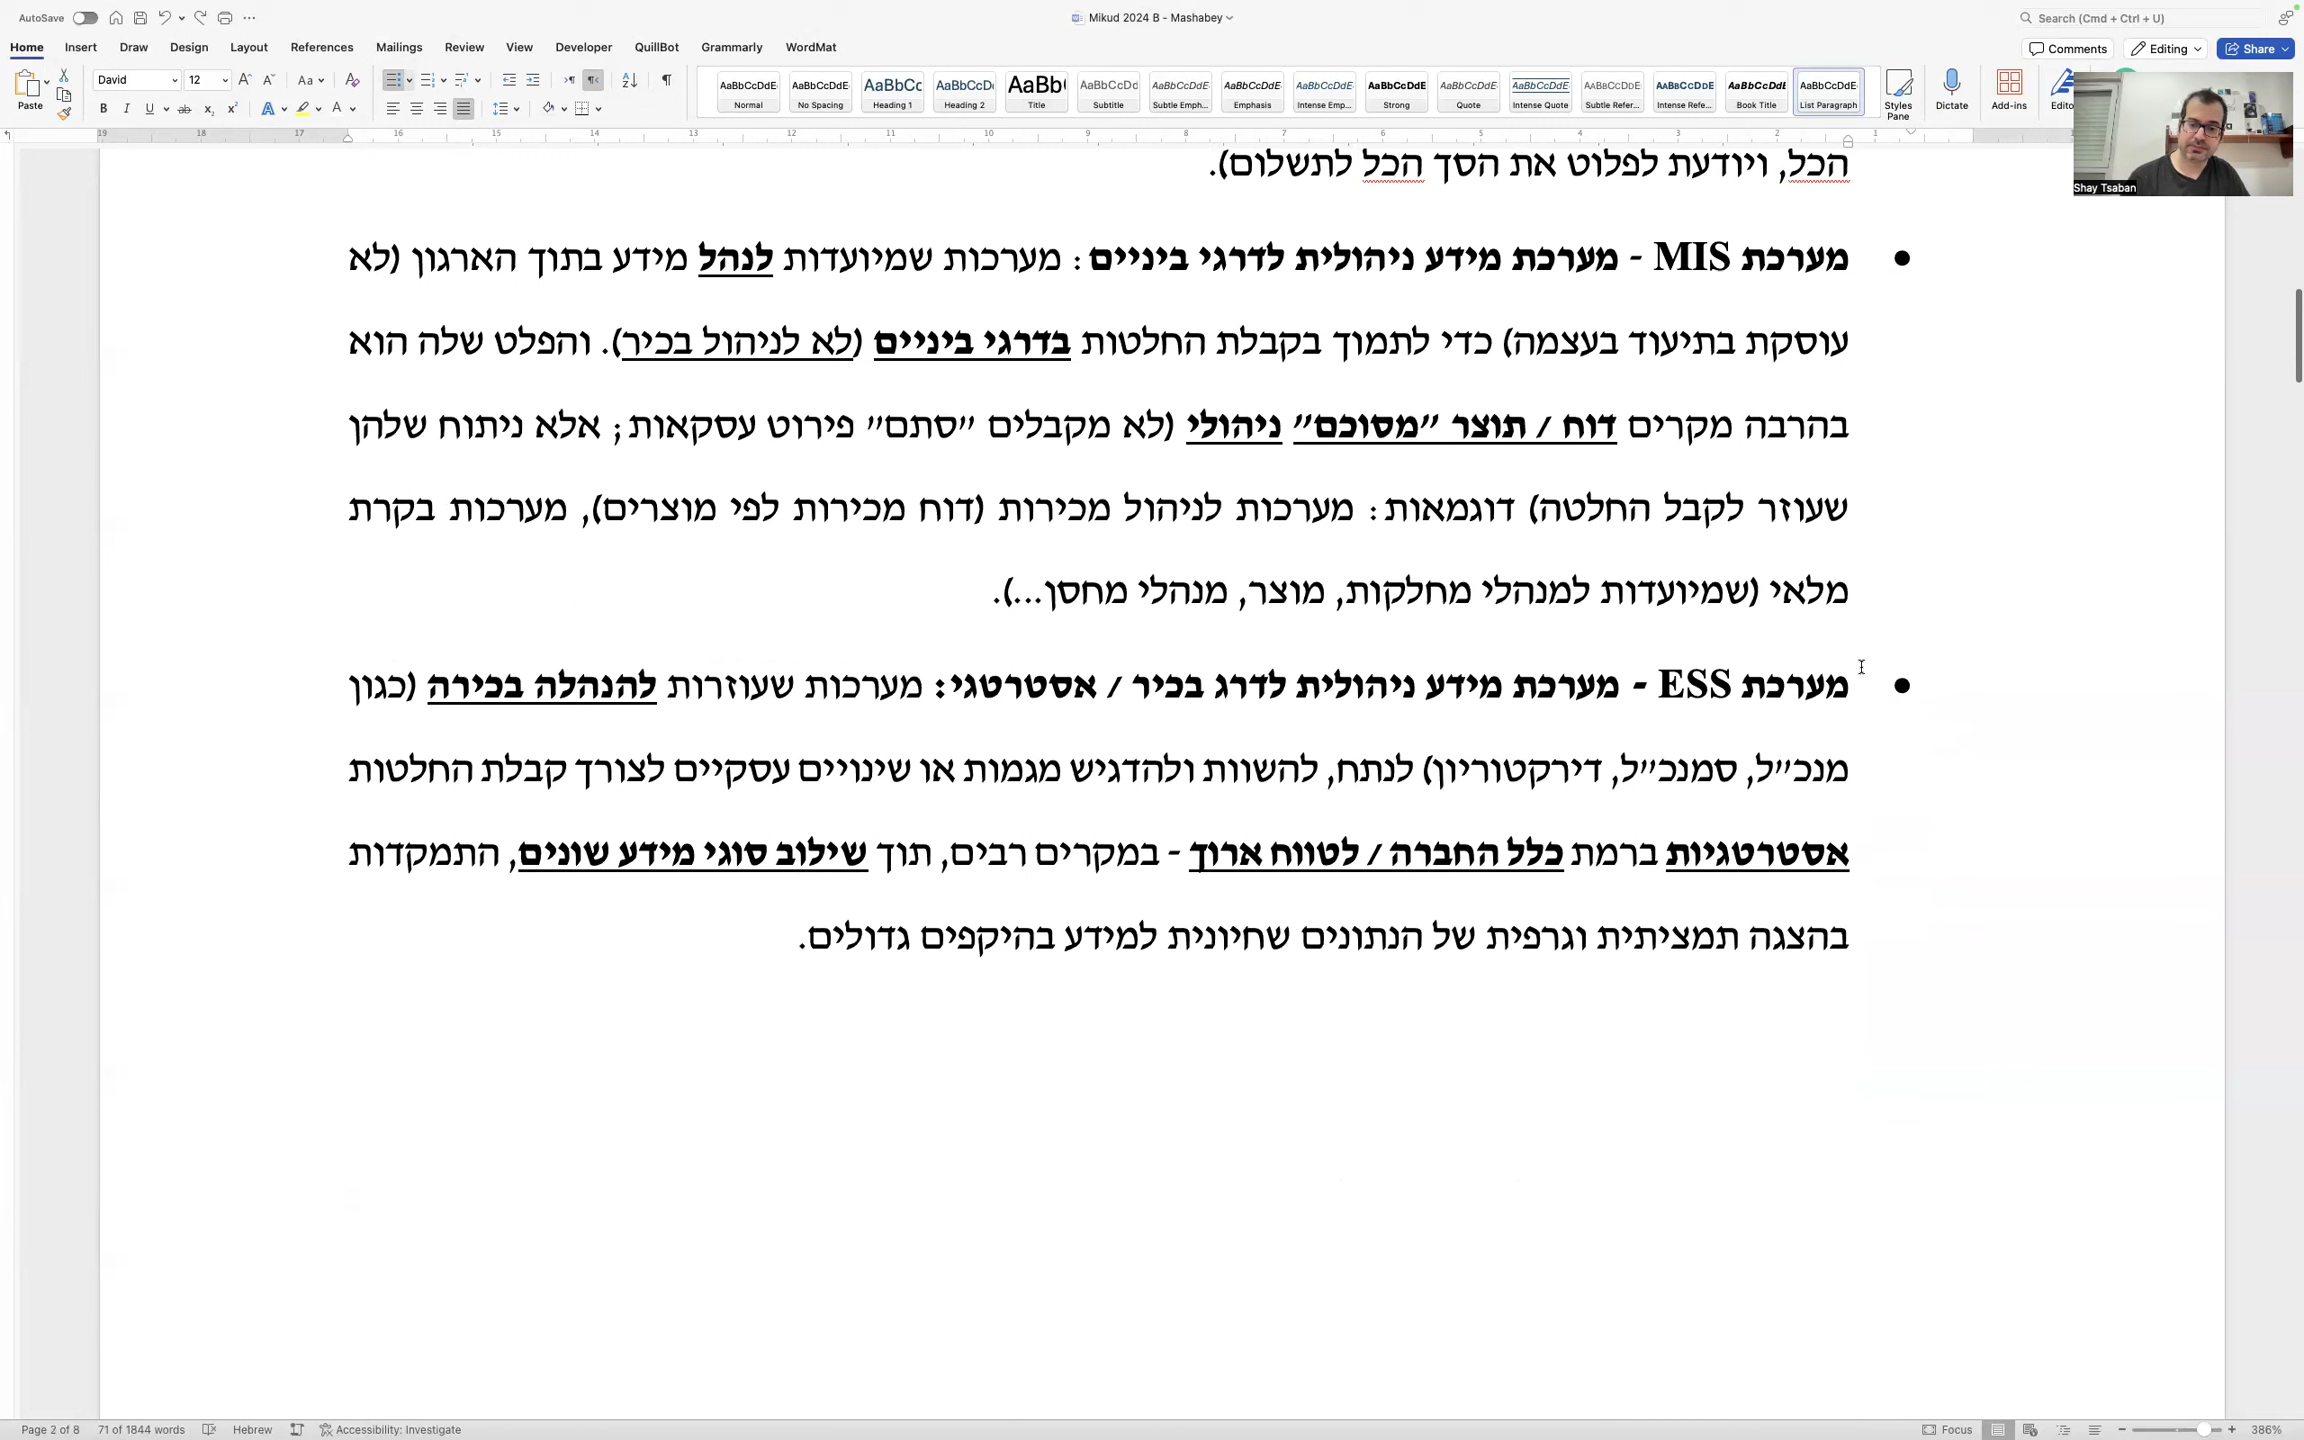 AutoSave
Mikud 2024 B - Mashabey
Search (Cmd + Ctrl + U)
Home Insert Draw Design Layout References Mailings Review View Developer QuillBot Grammarly WordMat
Comments Editing Share
Paste
David 12
Normal No Spacing Heading 1 Heading 2 Title Subtitle Subtle Emph... Emphasis Intense Emp... Strong Quote Intense Quote Subtle Refer... Intense Refe... Book Title List Paragraph
Styles Pane
Dictate
Add-ins
Shay Tsaban
הכל, ויודעת לפלוט את הסך הכל לתשלום).
• מערכת MIS - מערכת מידע ניהולית לדרגי ביניים: מערכות שמיועדות לנהל מידע בתוך הארגון (לא
עוסקת בתיעוד בעצמה) כדי לתמוך בקבלת החלטות בדרגי ביניים (לא לניהול בכיר). והפלט שלה הוא
בהרבה מקרים דוח / תוצר "מסוכם" ניהולי (לא מקבלים "סתם" פירוט עסקאות; אלא ניתוח שלהן
שעוזר לקבל החלטה) דוגמאות: מערכות לניהול מכירות (דוח מכירות לפי מוצרים), מערכות בקרת
מלאי (שמיועדות למנהלי מחלקות, מוצר, מנהלי מחסן...).
• מערכת ESS - מערכת מידע ניהולית לדרג בכיר / אסטרטגי: מערכות שעוזרות להנהלה בכירה (כגון
מנכ"ל, סמנכ"ל, דירקטוריון) לנתח, להשוות ולהדגיש מגמות או שינויים עסקיים לצורך קבלת החלטות
אסטרטגיות ברמת כלל החברה / לטווח ארוך - במקרים רבים, תוך שילוב סוגי מידע שונים, התמקדות
בהצגה תמציתית וגרפית של הנתונים שחיונית למידע בהיקפים גדולים.
Page 2 of 8 71 of 1844 words Hebrew Accessibility: Investigate Focus 386%